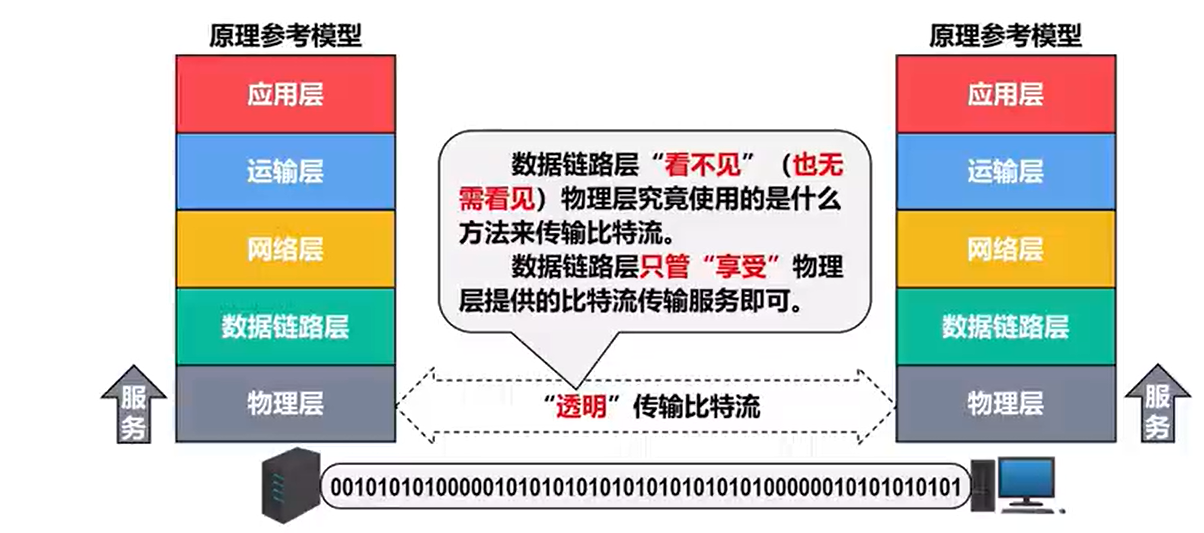 原理参考模型
应用层
运输层
网络层
数据链路层
物理层
服务
数据链路层“看不见”（也无
需看见）物理层究竟使用的是什么
方法来传输比特流。
数据链路层只管“享受”物理
层提供的比特流传输服务即可。
“透明”传输比特流
原理参考模型
应用层
运输层
网络层
数据链路层
物理层
服务